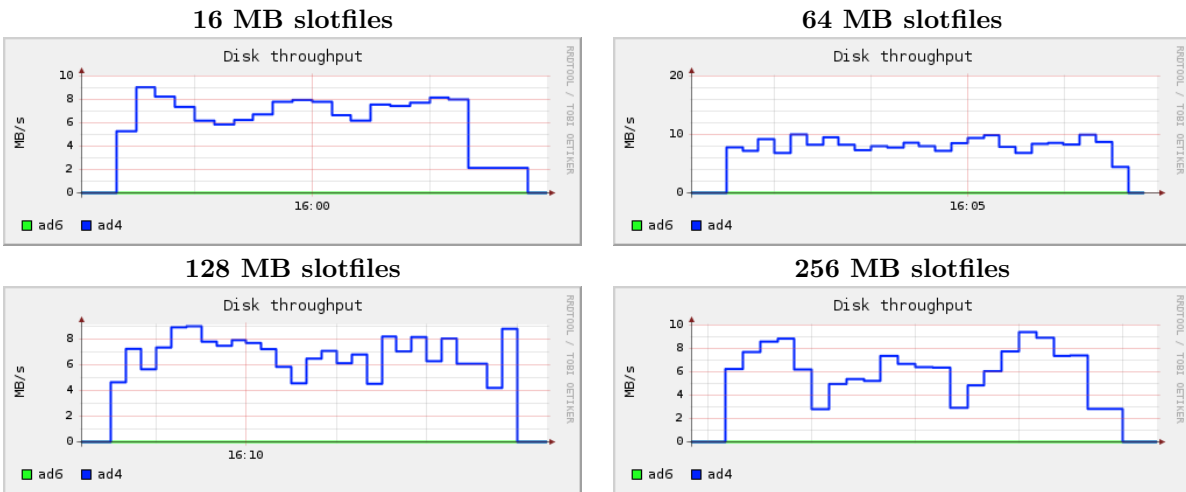 16 MB slotfiles
Disk throughput
RRDTOOL / TOBI OETIKER
MB/s
10
8
6
4
2
0
16:00
ad6 ad4
64 MB slotfiles
Disk throughput
RRDTOOL / TOBI OETIKER
MB/s
20
10
0
16:05
ad6 ad4
128 MB slotfiles
Disk throughput
RRDTOOL / TOBI OETIKER
MB/s
8
6
4
2
0
16:10
ad6 ad4
256 MB slotfiles
Disk throughput
RRDTOOL / TOBI OETIKER
MB/s
10
8
6
4
2
0
ad6 ad4